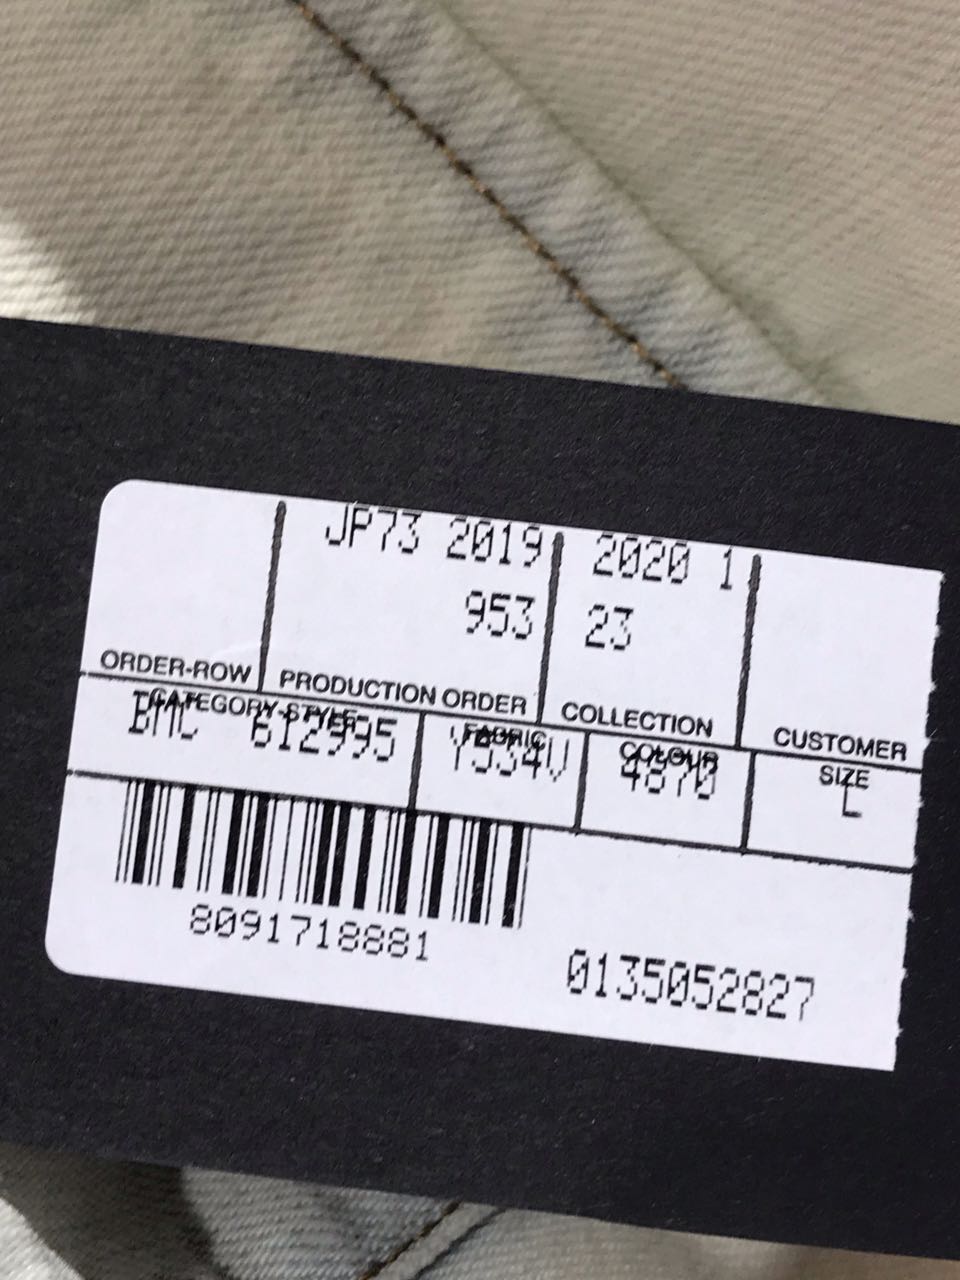 JP73 2019
2020 1
953
23
ORDER-ROW
PRODUCTION ORDER
COLLECTION
CUSTOMER
CATEGORY-STYLE
FABRIC
COLOUR
SIZE
BMC 612995
Y534V
4870
L
8091718881
0135052827